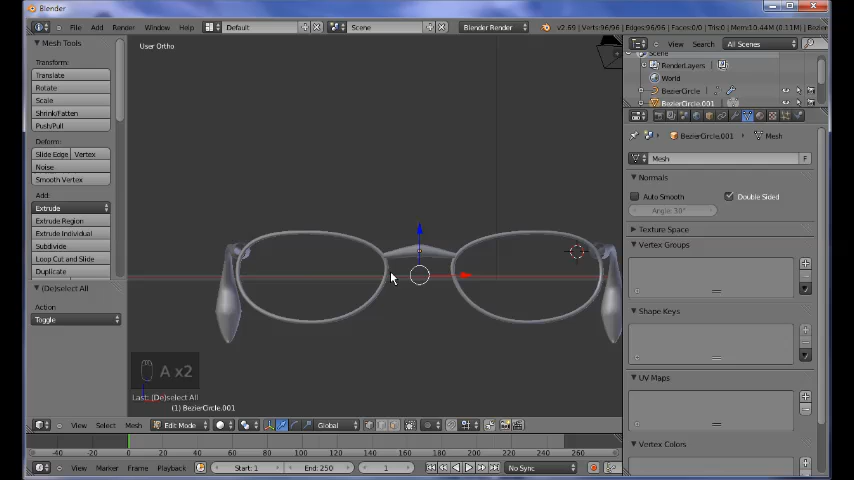 Blender
File Add Render Window Help
Default
Scene
Blender Render
v2.69 | Verts:96/96 | Edges:96/96 | Faces:0/0 | Tris:0 | Mem:10.44M (0.11M) | BezierCircle.001
Mesh Tools
User Ortho
View Search All Scenes
Transform:
Translate
Rotate
Scale
Shrink/Fatten
Push/Pull
Deform:
Slide Edge Vertex
Noise
Smooth Vertex
Add:
Extrude
Extrude Region
Extrude Individual
Subdivide
Loop Cut and Slide
Duplicate
(De)select All
Action
Toggle
A x2
Last: (De)select All
(1) BezierCircle.001
Scene
RenderLayers
World
BezierCircle
BezierCircle.001
BezierCircle.001 Mesh
Mesh F
Normals
Auto Smooth Double Sided
Angle: 30°
Texture Space
Vertex Groups
Shape Keys
UV Maps
Vertex Colors
View Select Mesh Edit Mode Global
-40 -20 0 20 40 60 80 100 120 140 160 180 200 220 240 260 280
View Marker Frame Playback Start: 1 End: 250 1 No Sync